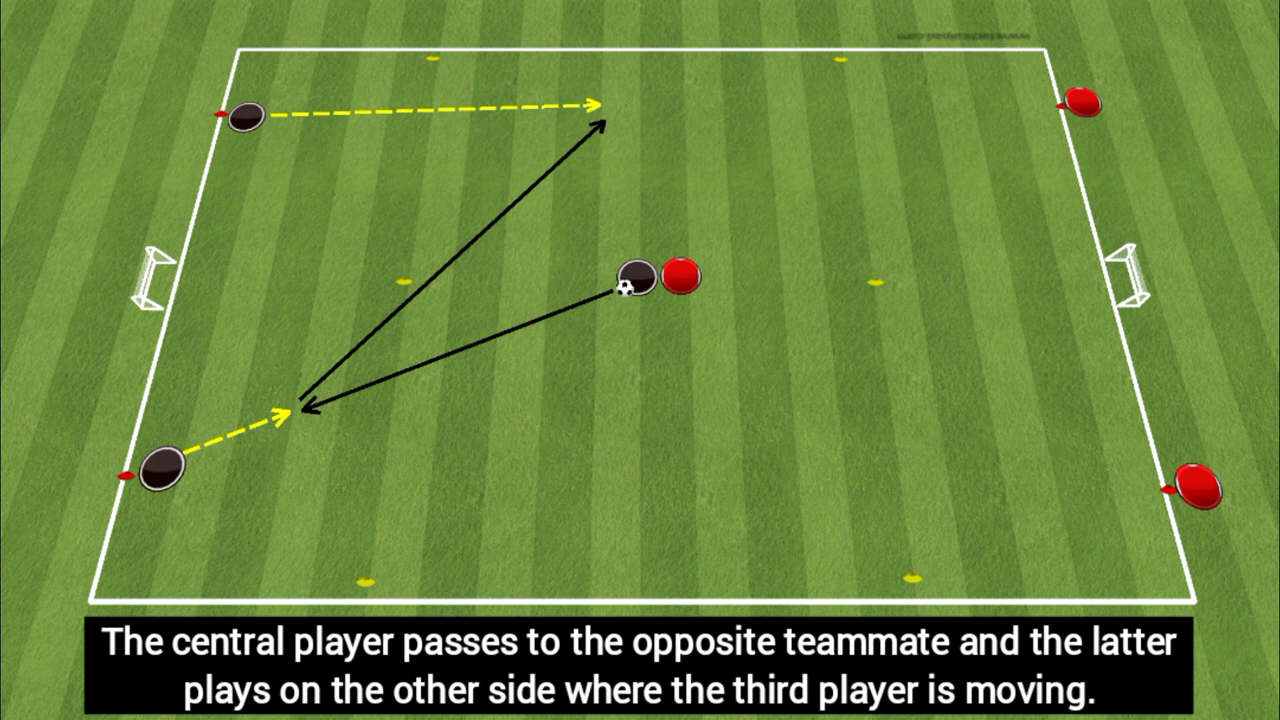 The central player passes to the opposite teammate and the latter
plays on the other side where the third player is moving.